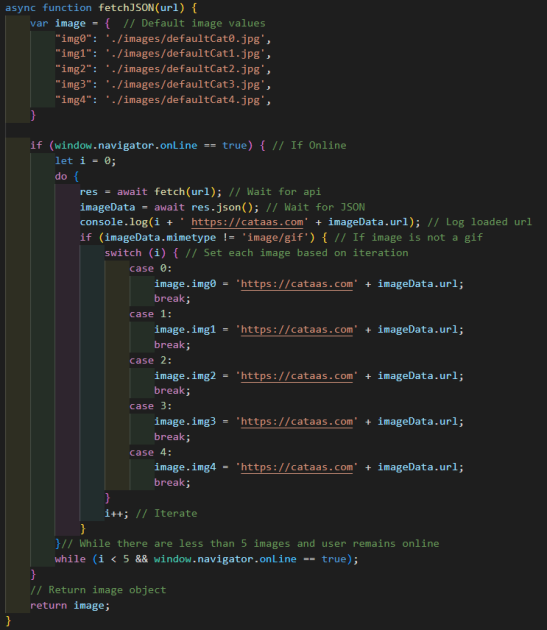 async function fetchJSON(url) {
    var image = {  // Default image values
        "img0": './images/defaultCat0.jpg',
        "img1": './images/defaultCat1.jpg',
        "img2": './images/defaultCat2.jpg',
        "img3": './images/defaultCat3.jpg',
        "img4": './images/defaultCat4.jpg',
    }

    if (window.navigator.onLine == true) { // If Online
        let i = 0;
        do {
            res = await fetch(url); // Wait for api
            imageData = await res.json(); // Wait for JSON
            console.log(i + ' https://cataas.com' + imageData.url); // Log loaded url
            if (imageData.mimetype != 'image/gif') { // If image is not a gif
                switch (i) { // Set each image based on iteration
                    case 0:
                        image.img0 = 'https://cataas.com' + imageData.url;
                        break;
                    case 1:
                        image.img1 = 'https://cataas.com' + imageData.url;
                        break;
                    case 2:
                        image.img2 = 'https://cataas.com' + imageData.url;
                        break;
                    case 3:
                        image.img3 = 'https://cataas.com' + imageData.url;
                        break;
                    case 4:
                        image.img4 = 'https://cataas.com' + imageData.url;
                        break;
                }
                i++; // Iterate
            }
        }// While there are less than 5 images and user remains online
        while (i < 5 && window.navigator.onLine == true);
    }
    // Return image object
    return image;
}